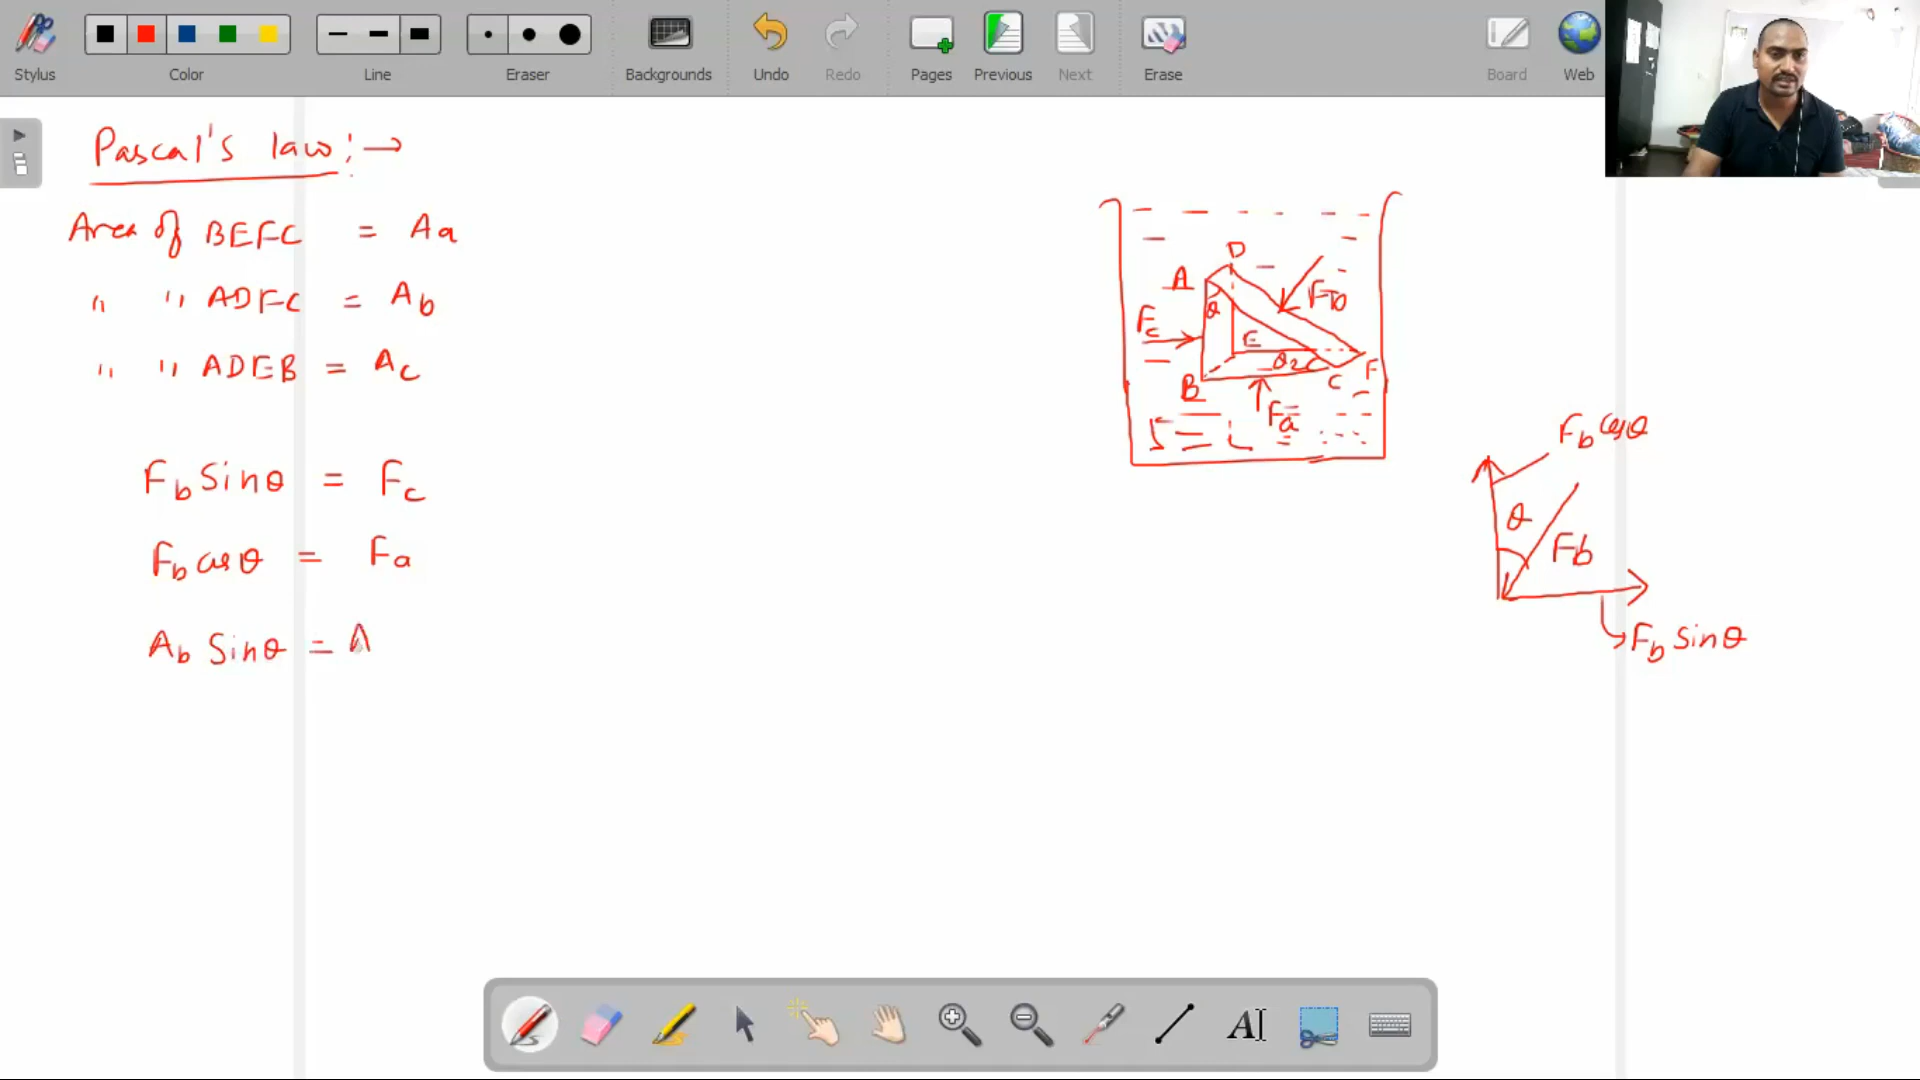 Stylus
Color
Line
Eraser
Backgrounds
Undo
Redo
Pages
Previous
Next
Erase
Board
Web
Pascal's law :→
Area of BEFC = Aa
" " ADFC = Ab
" " ADEB = Ac
Fb Sinθ = Fc
Fb cosθ = Fa
Ab Sinθ = A
D
A
Fb
θ
Fc
E
θ
B
C
F
Fa
Fb cosθ
θ
Fb
Fb sinθ